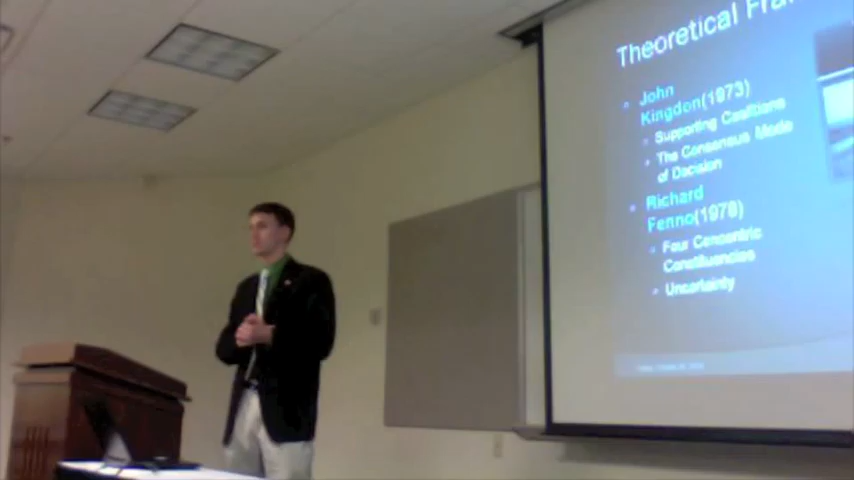 Theoretical Fra
John
Kingdon(1973)
Supporting Coalitions
The Consensus Mode
of Decision
Richard
Fenno(1978)
Four Concentric
Constituencies
Uncertainty